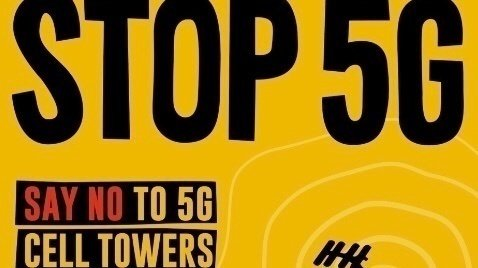 STOP 5G
SAY NO TO 5G
CELL TOWERS